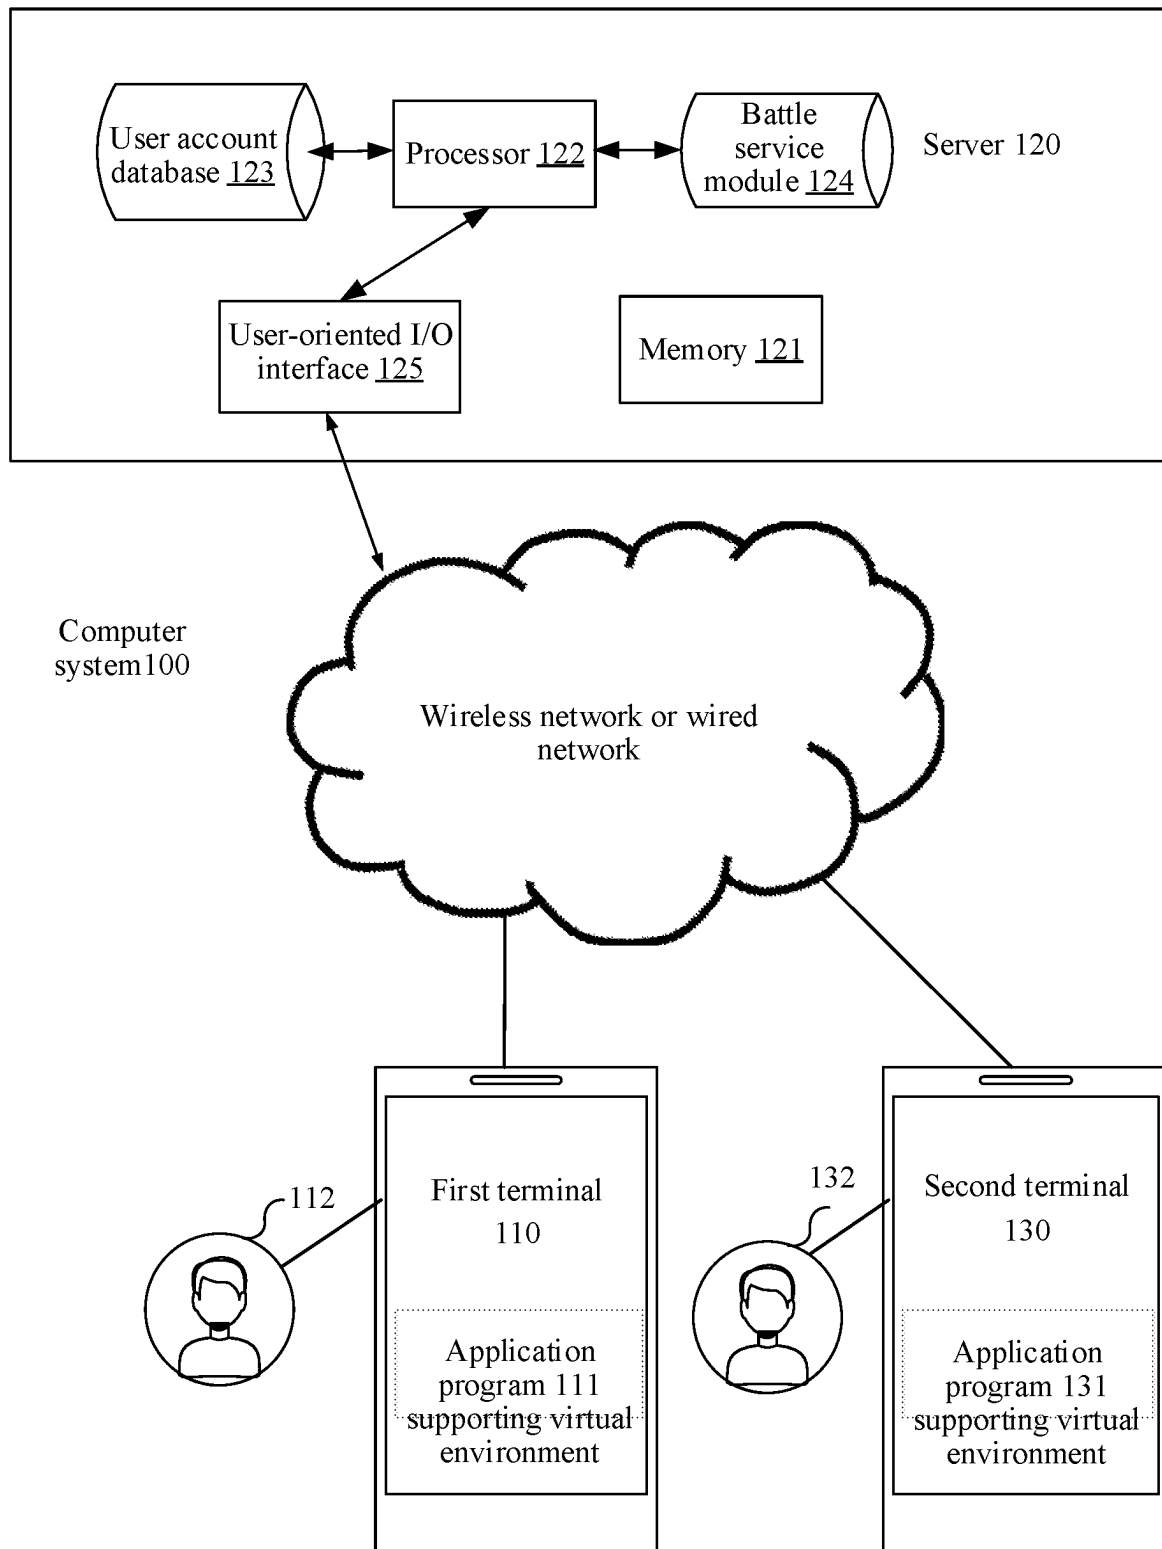 User account
database 123
Processor 122
Battle
service
module 124
Server 120
User-oriented I/O
interface 125
Memory 121
Computer
system100
Wireless network or wired
network
112
First terminal
110
132
Second terminal
130
Application
program 111
supporting virtual
environment
Application
program 131
supporting virtual
environment